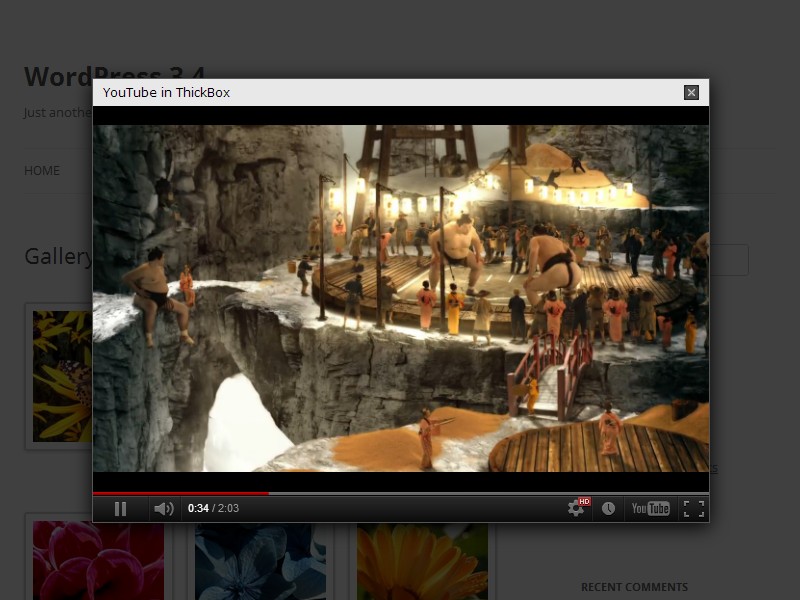 WordPress 3.4
YouTube in ThickBox
Just anothe
HOME
Gallery
HD
0:34 / 2:03
YouTube
RECENT COMMENTS